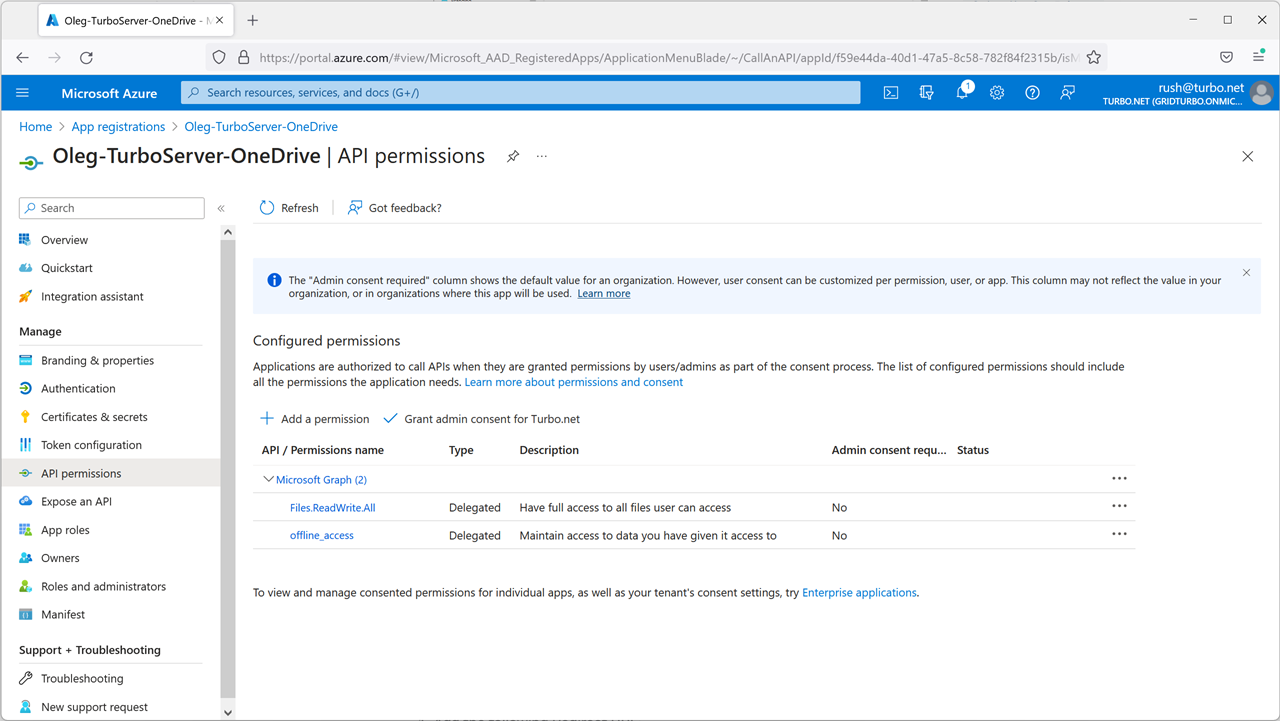 Oleg-TurboServer-OneDrive - M
https://portal.azure.com/#view/Microsoft_AAD_RegisteredApps/ApplicationMenuBlade/~/CallAnAPI/appId/f59e44da-40d1-47a5-8c58-782f84f2315b/isM
Microsoft Azure
Search resources, services, and docs (G+/)
1
rush@turbo.net
TURBO.NET (GRIDTURBO.ONMIC...
Home > App registrations > Oleg-TurboServer-OneDrive
Oleg-TurboServer-OneDrive | API permissions
Search
Refresh
Got feedback?
Overview
Quickstart
Integration assistant
Manage
Branding & properties
Authentication
Certificates & secrets
Token configuration
API permissions
Expose an API
App roles
Owners
Roles and administrators
Manifest
Support + Troubleshooting
Troubleshooting
New support request
The "Admin consent required" column shows the default value for an organization. However, user consent can be customized per permission, user, or app. This column may not reflect the value in your
organization, or in organizations where this app will be used. Learn more
Configured permissions
Applications are authorized to call APIs when they are granted permissions by users/admins as part of the consent process. The list of configured permissions should include
all the permissions the application needs. Learn more about permissions and consent
Add a permission Grant admin consent for Turbo.net
API / Permissions name Type Description Admin consent requ... Status
Microsoft Graph (2)
Files.ReadWrite.All Delegated Have full access to all files user can access No
offline_access Delegated Maintain access to data you have given it access to No
To view and manage consented permissions for individual apps, as well as your tenant's consent settings, try Enterprise applications.